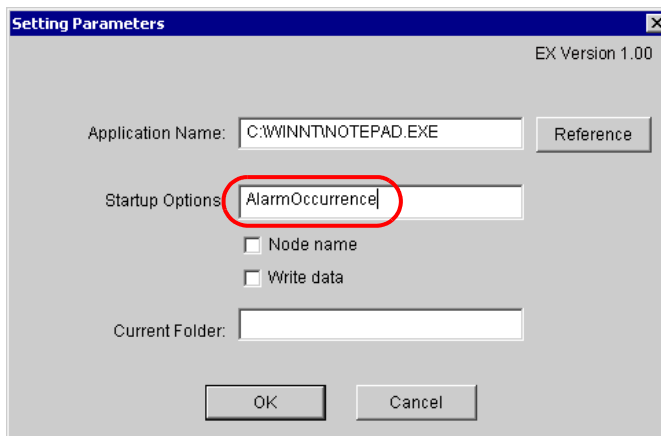 Setting Parameters
EX Version 1.00
Application Name: C:\WINNT\NOTEPAD.EXE Reference
Startup Options AlarmOccurrence
Node name
Write data
Current Folder:
OK Cancel